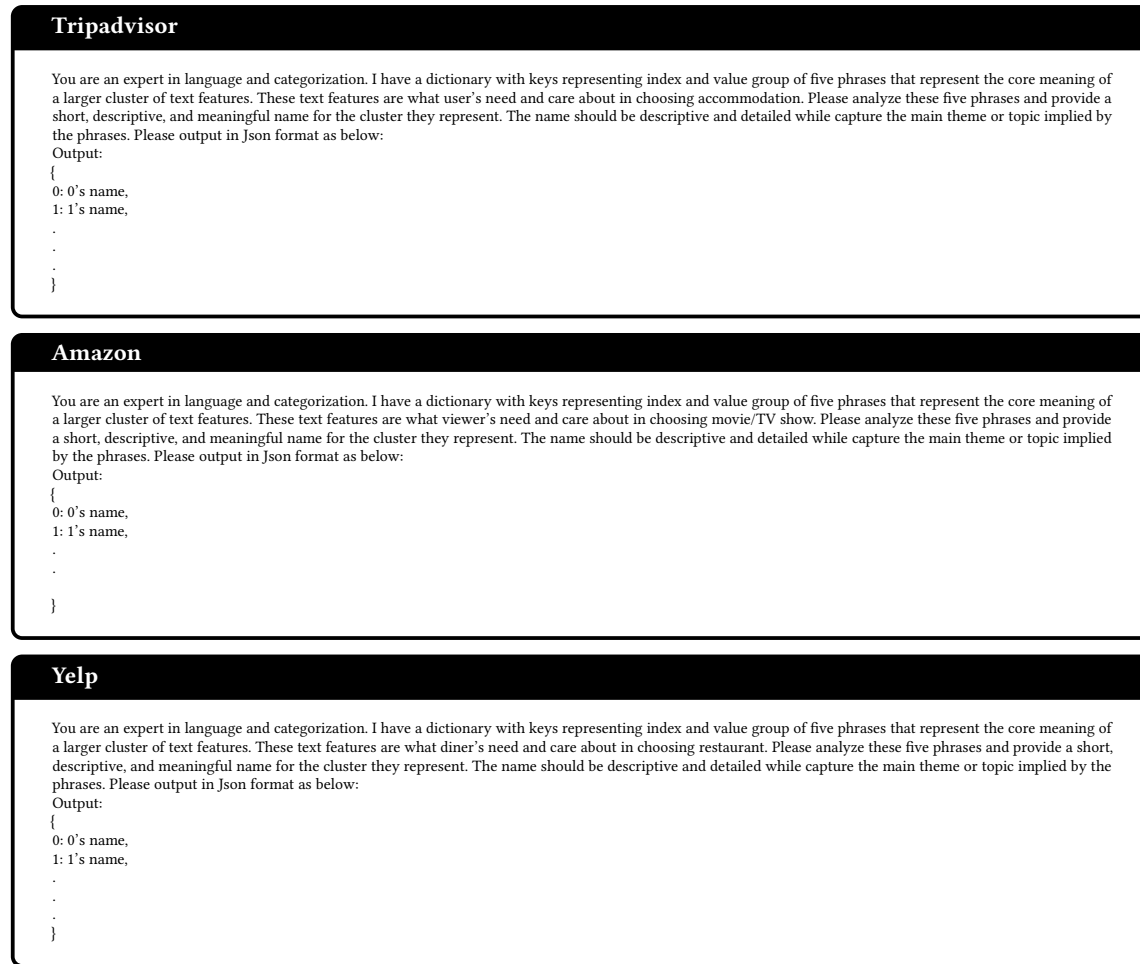 Tripadvisor
You are an expert in language and categorization. I have a dictionary with keys representing index and value group of five phrases that represent the core meaning of
a larger cluster of text features. These text features are what user's need and care about in choosing accommodation. Please analyze these five phrases and provide a
short, descriptive, and meaningful name for the cluster they represent. The name should be descriptive and detailed while capture the main theme or topic implied by
the phrases. Please output in Json format as below:
Output:
{
0: 0's name,
1: 1's name,
.
.
.
}
Amazon
You are an expert in language and categorization. I have a dictionary with keys representing index and value group of five phrases that represent the core meaning of
a larger cluster of text features. These text features are what viewer's need and care about in choosing movie/TV show. Please analyze these five phrases and provide
a short, descriptive, and meaningful name for the cluster they represent. The name should be descriptive and detailed while capture the main theme or topic implied
by the phrases. Please output in Json format as below:
Output:
{
0: 0's name,
1: 1's name,
.
.
}
Yelp
You are an expert in language and categorization. I have a dictionary with keys representing index and value group of five phrases that represent the core meaning of
a larger cluster of text features. These text features are what diner's need and care about in choosing restaurant. Please analyze these five phrases and provide a short,
descriptive, and meaningful name for the cluster they represent. The name should be descriptive and detailed while capture the main theme or topic implied by the
phrases. Please output in Json format as below:
Output:
{
0: 0's name,
1: 1's name,
.
.
.
}